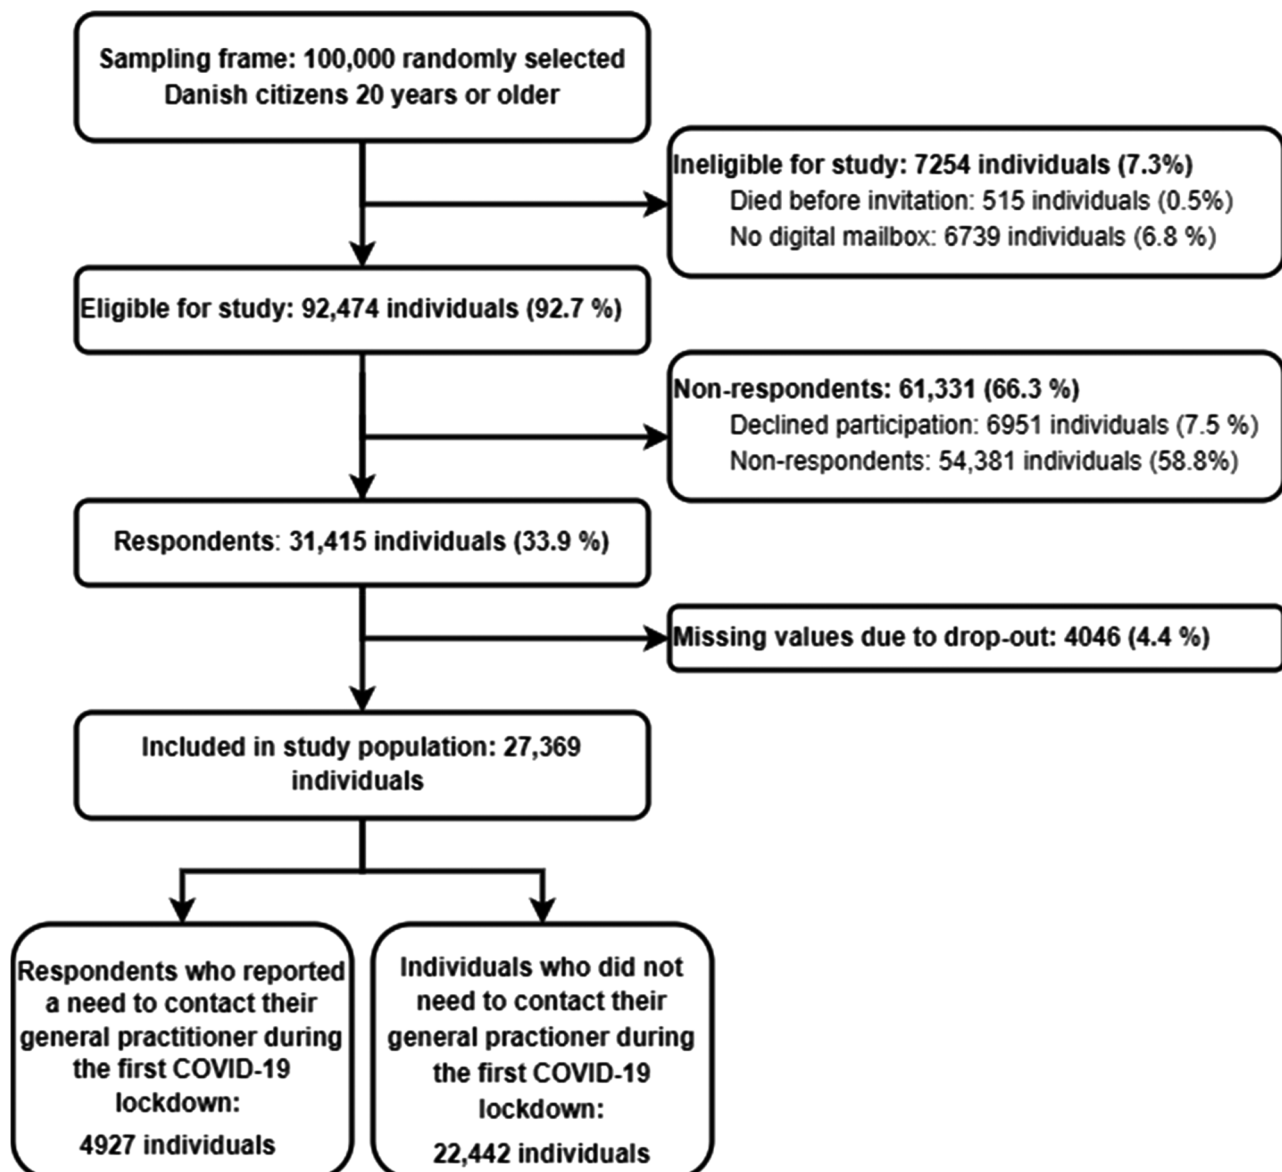 Sampling frame: 100,000 randomly selected
Danish citizens 20 years or older
Ineligible for study: 7254 individuals (7.3%)
Died before invitation: 515 individuals (0.5%)
No digital mailbox: 6739 individuals (6.8 %)
Eligible for study: 92,474 individuals (92.7 %)
Non-respondents: 61,331 (66.3 %)
Declined participation: 6951 individuals (7.5 %)
Non-respondents: 54,381 individuals (58.8%)
Respondents: 31,415 individuals (33.9 %)
Missing values due to drop-out: 4046 (4.4 %)
Included in study population: 27,369
individuals
Respondents who reported
a need to contact their
general practitioner during
the first COVID-19
lockdown:
4927 individuals
Individuals who did not
need to contact their
general practioner during
the first COVID-19
lockdown:
22,442 individuals